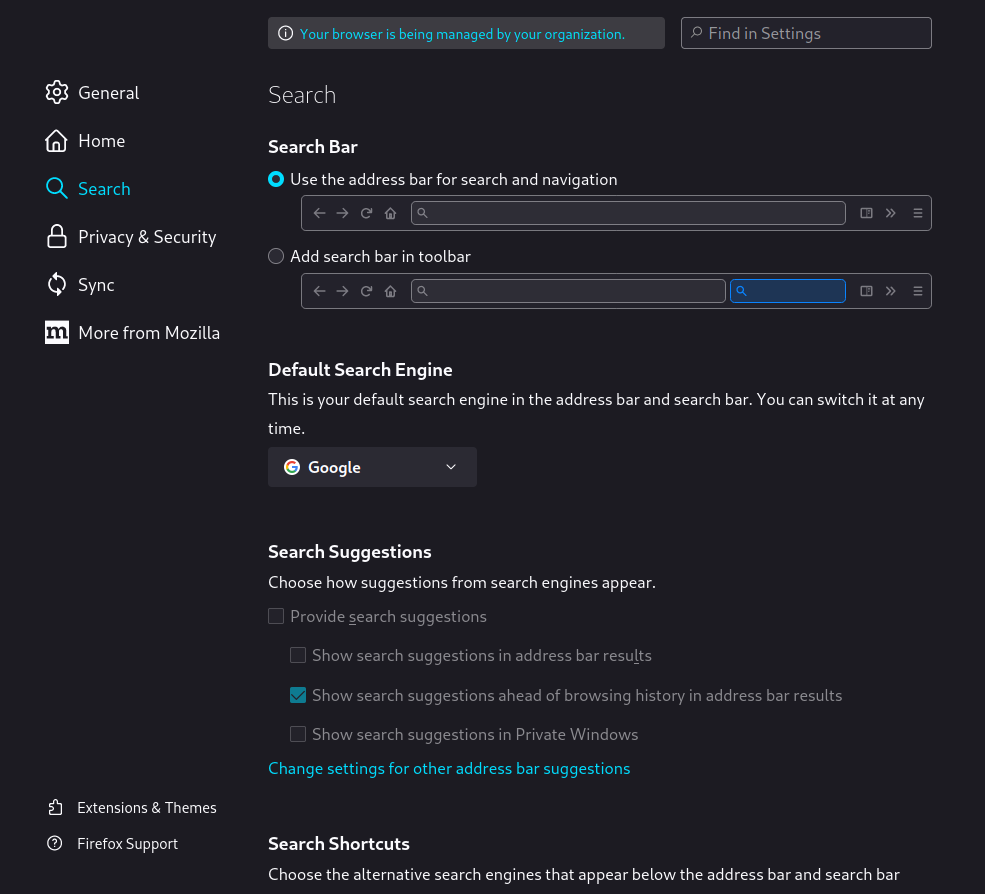 Your browser is being managed by your organization.
Find in Settings
General
Home
Search
Privacy & Security
Sync
More from Mozilla
Extensions & Themes
Firefox Support
Search
Search Bar
Use the address bar for search and navigation
Add search bar in toolbar
Default Search Engine
This is your default search engine in the address bar and search bar. You can switch it at any
time.
Google
Search Suggestions
Choose how suggestions from search engines appear.
Provide search suggestions
Show search suggestions in address bar results
Show search suggestions ahead of browsing history in address bar results
Show search suggestions in Private Windows
Change settings for other address bar suggestions
Search Shortcuts
Choose the alternative search engines that appear below the address bar and search bar